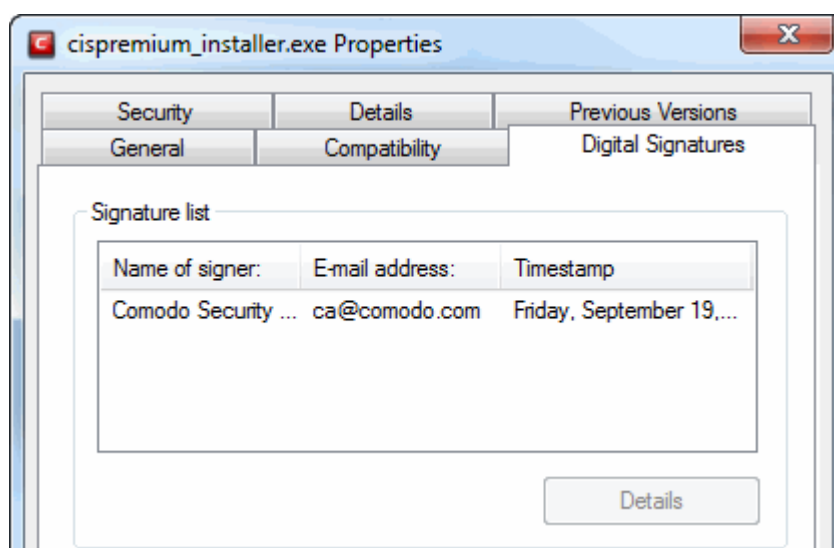 cispremium_installer.exe Properties
Security Details Previous Versions
General Compatibility Digital Signatures
Signature list
Name of signer: E-mail address: Timestamp
Comodo Security ... ca@comodo.com Friday, September 19,...
Details